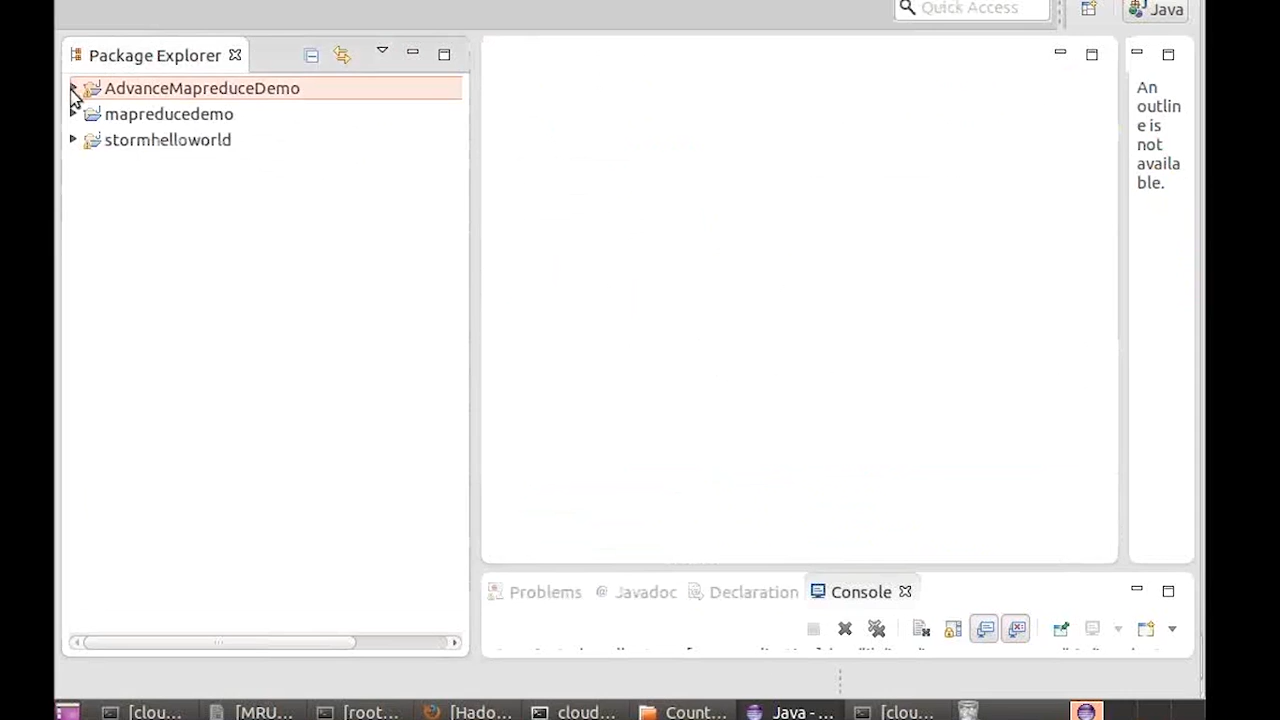 Quick Access
Java
Package Explorer
AdvanceMapreduceDemo
mapreducedemo
stormhelloworld
An
outlin
e is
not
availa
ble.
Problems
@ Javadoc
Declaration
Console
[clou...
[MRU...
[root...
[Hado...
cloud...
Count...
Java - ...
[clou...